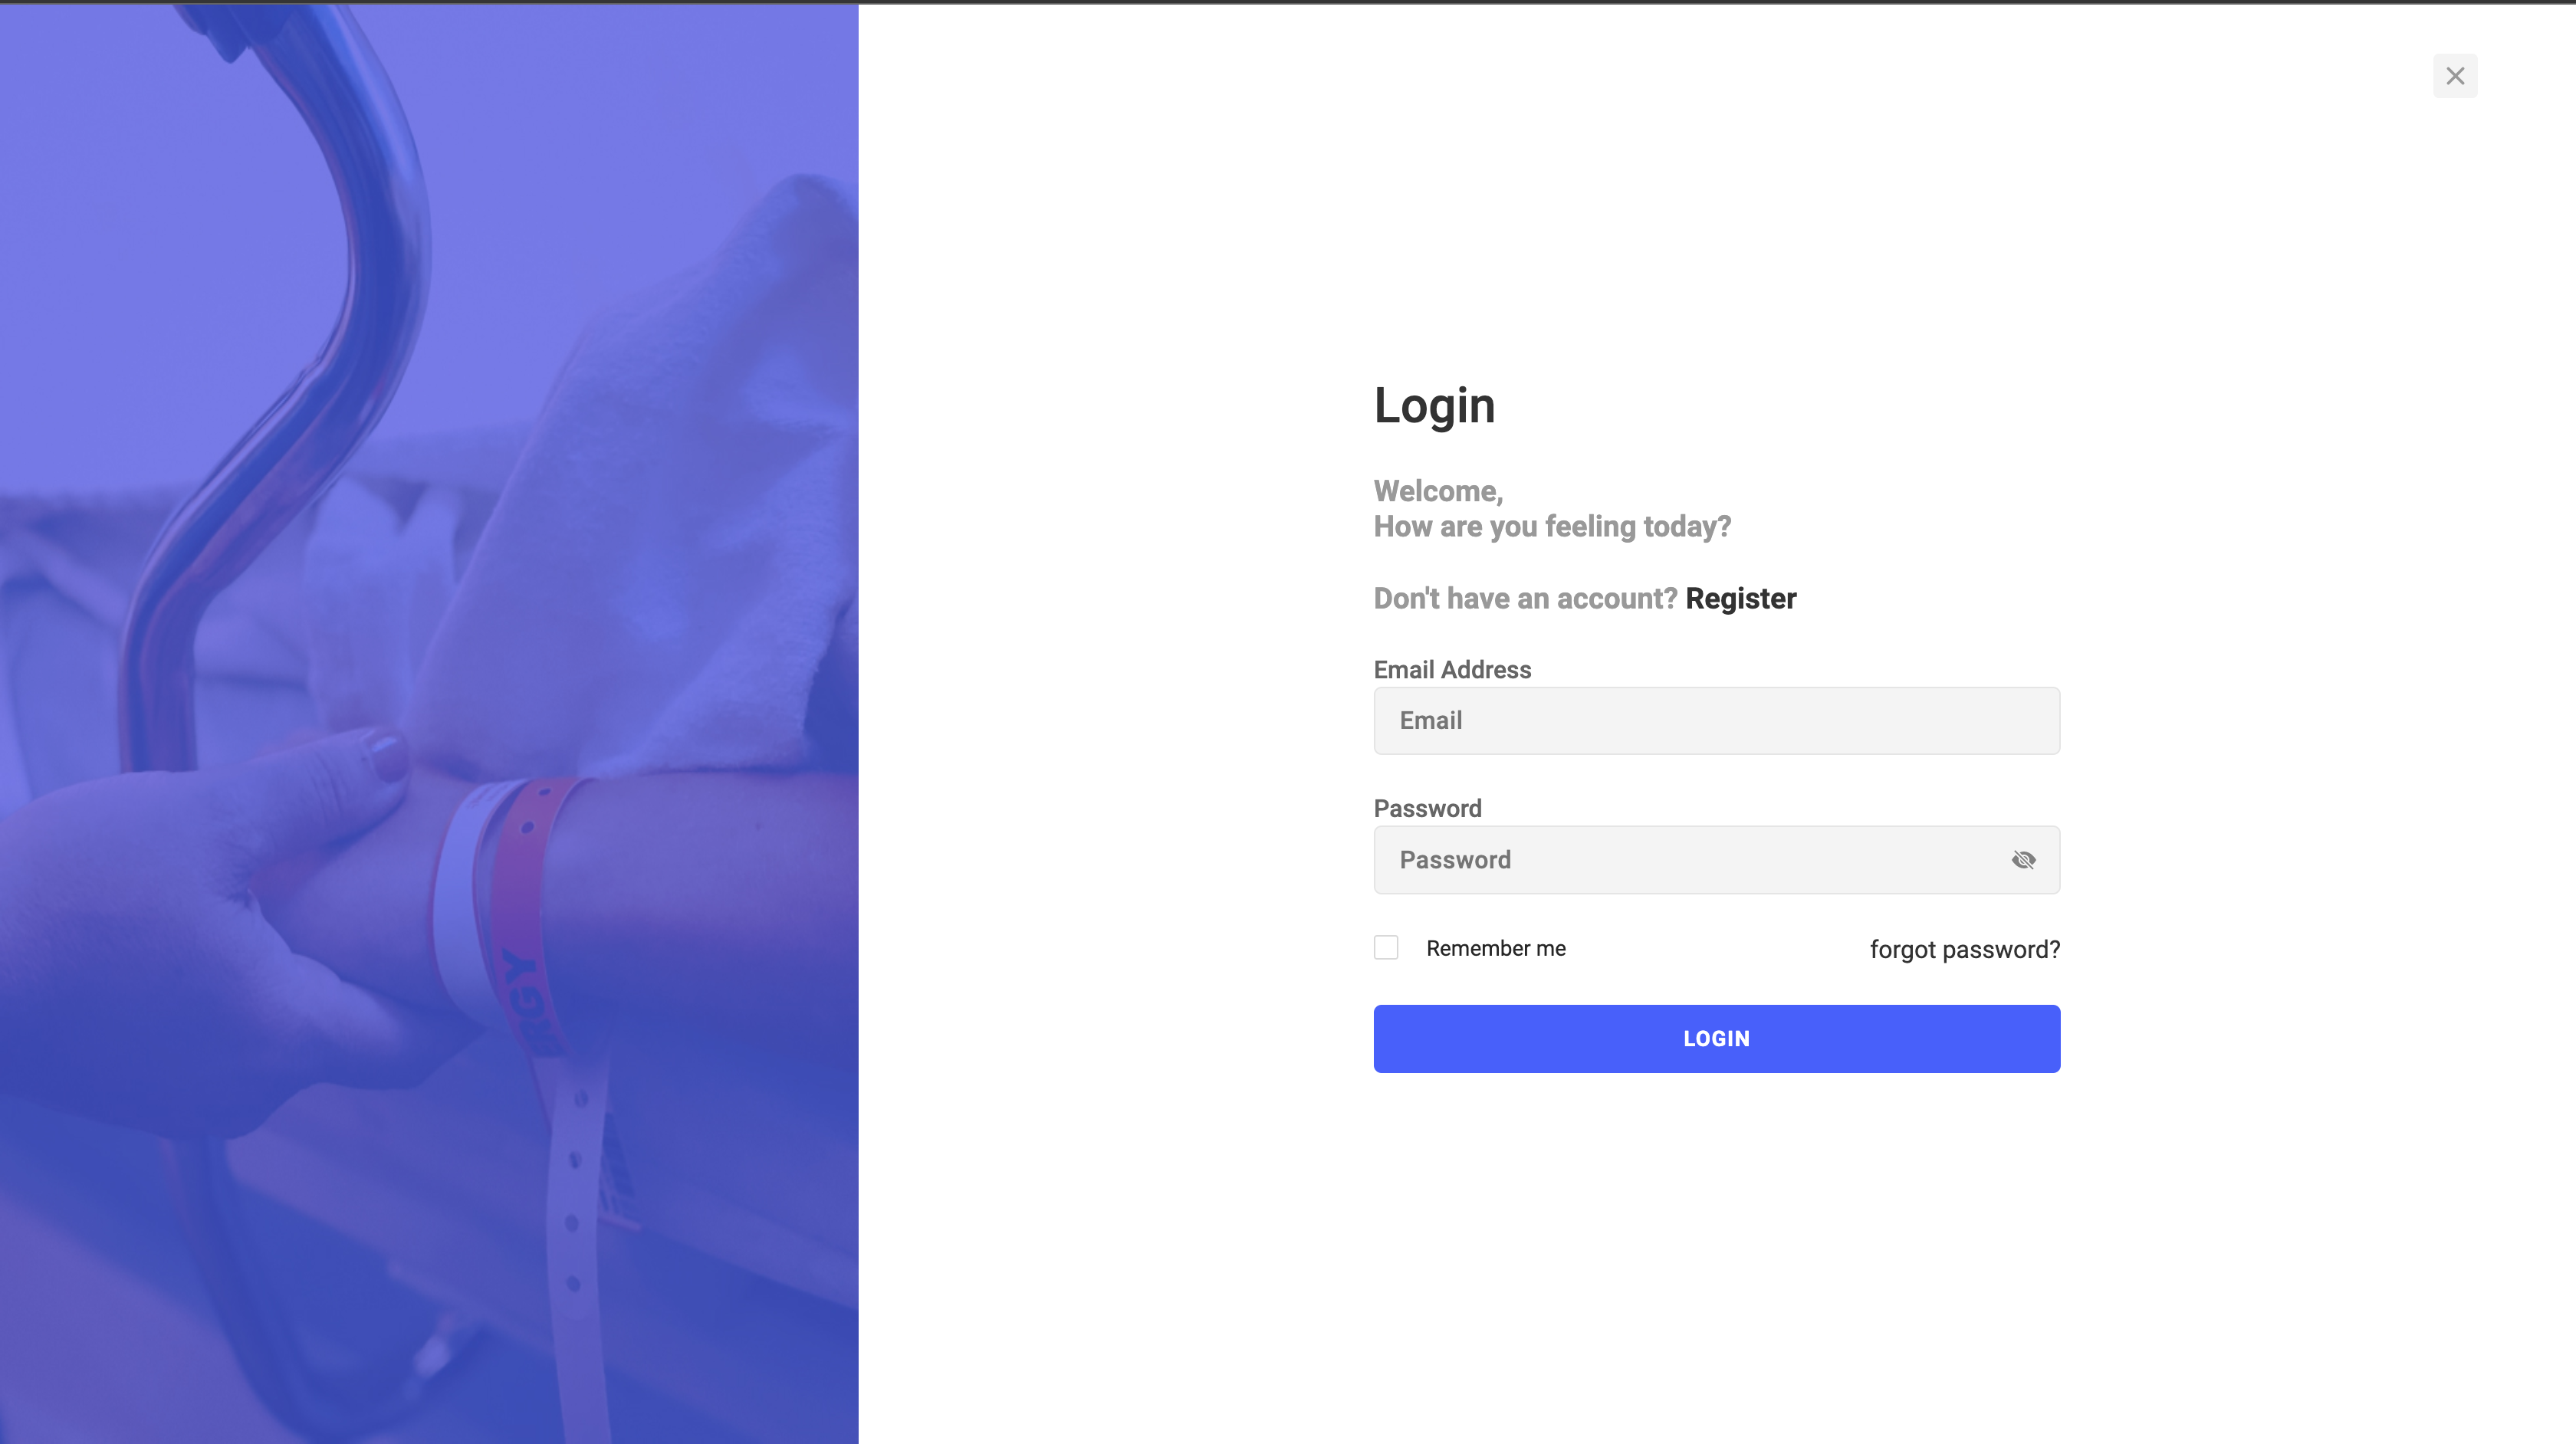 Login
Welcome,
How are you feeling today?
Don't have an account? Register
Email Address
Email
Password
Password
Remember me
forgot password?
LOGIN